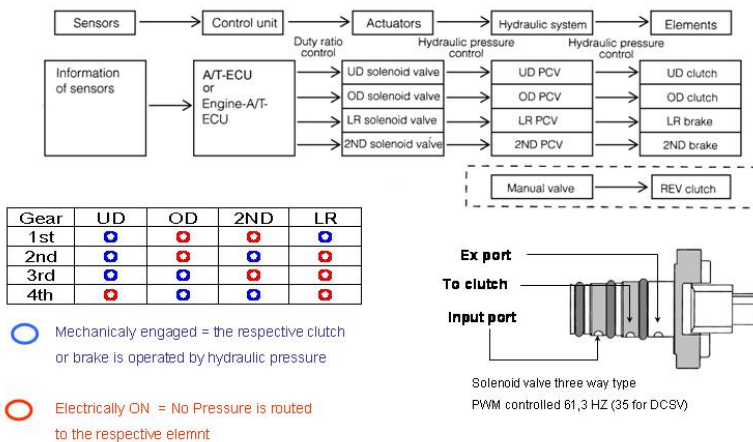 Sensors Control unit Actuators Hydraulic system Elements
Duty ratio control
Hydraulic pressure control
Hydraulic pressure control
Information of sensors
A/T-ECU
or
Engine-A/T-
ECU
UD solenoid valve UD PCV UD clutch
OD solenoid valve OD PCV OD clutch
LR solenoid valve LR PCV LR brake
2ND solenoid valve 2ND PCV 2ND brake
Manual valve REV clutch
Gear UD OD 2ND LR
1st
2nd
3rd
4th
Mechanicaly engaged = the respective clutch
or brake is operated by hydraulic pressure
Electrically ON = No Pressure is routed
to the respective elemnt
Ex port
To clutch
Input port
Solenoid valve three way type
PWM controlled 61,3 HZ (35 for DCSV)